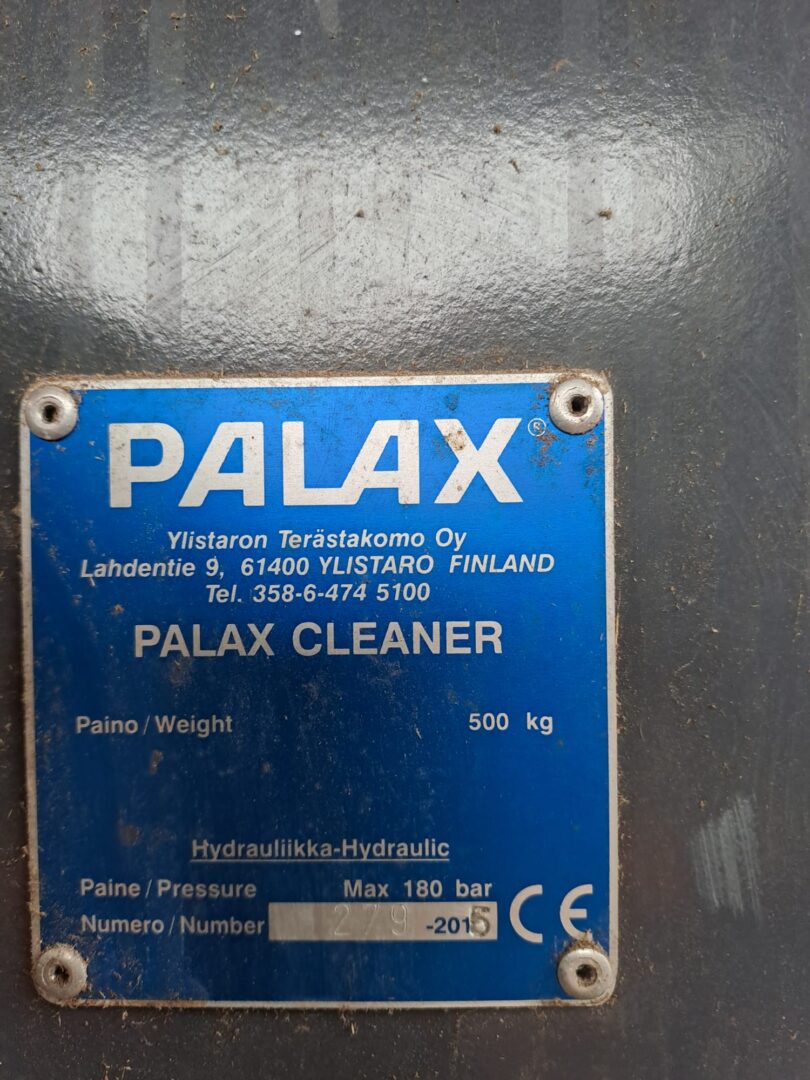 PALAX®
Ylistaron Terästakomo Oy
Lahdentie 9, 61400 YLISTARO FINLAND
Tel. 358-6-474 5100
PALAX CLEANER
Paino / Weight 500 kg
Hydrauliikka-Hydraulic
Paine / Pressure Max 180 bar
Numero / Number 279 -2015 CE